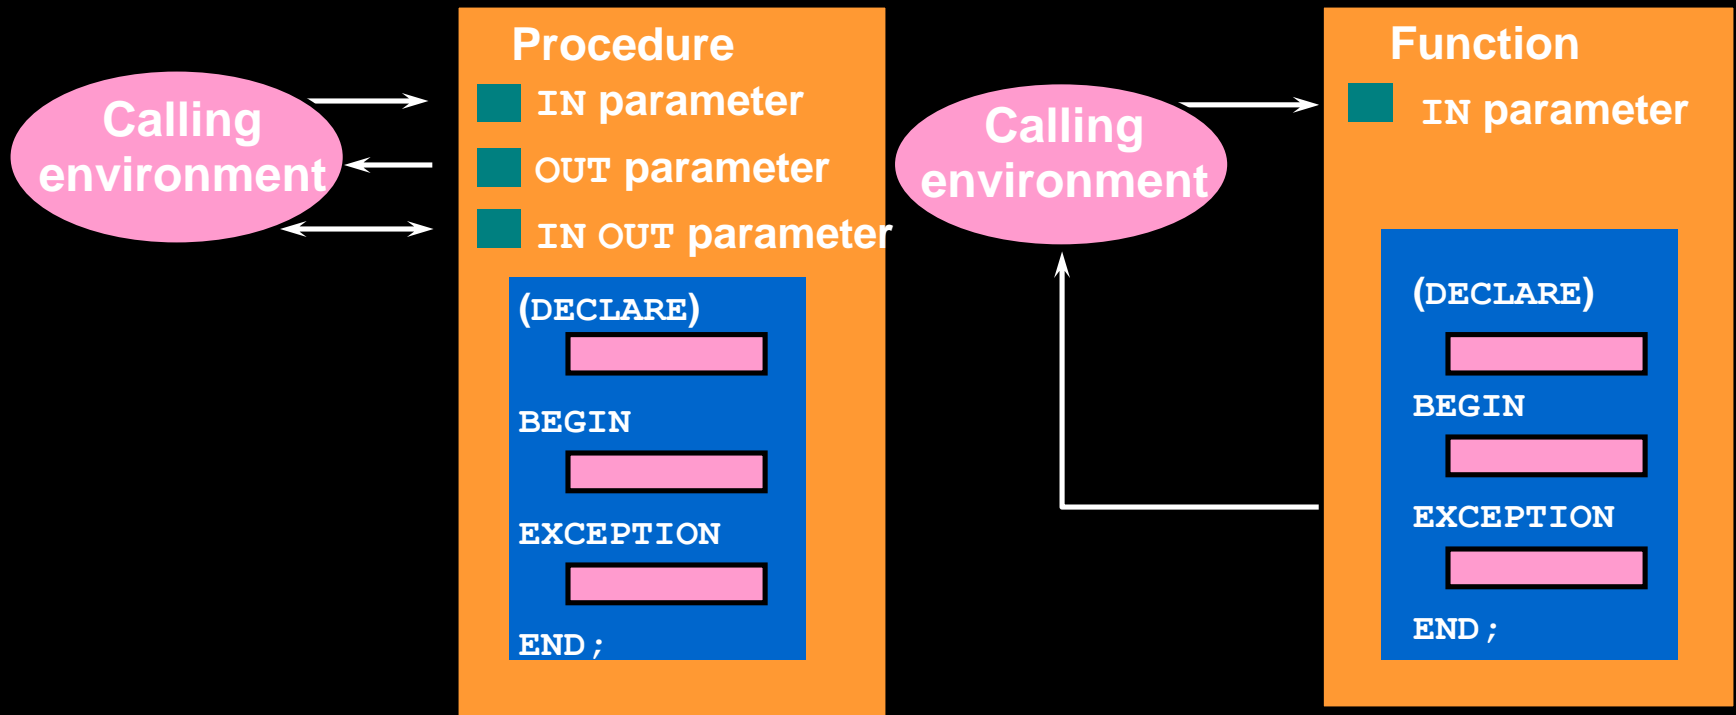 Procedure
Calling
environment
IN parameter
OUT parameter
IN OUT parameter
(DECLARE)
BEGIN
EXCEPTION
END;
Function
Calling
environment
IN parameter
(DECLARE)
BEGIN
EXCEPTION
END;